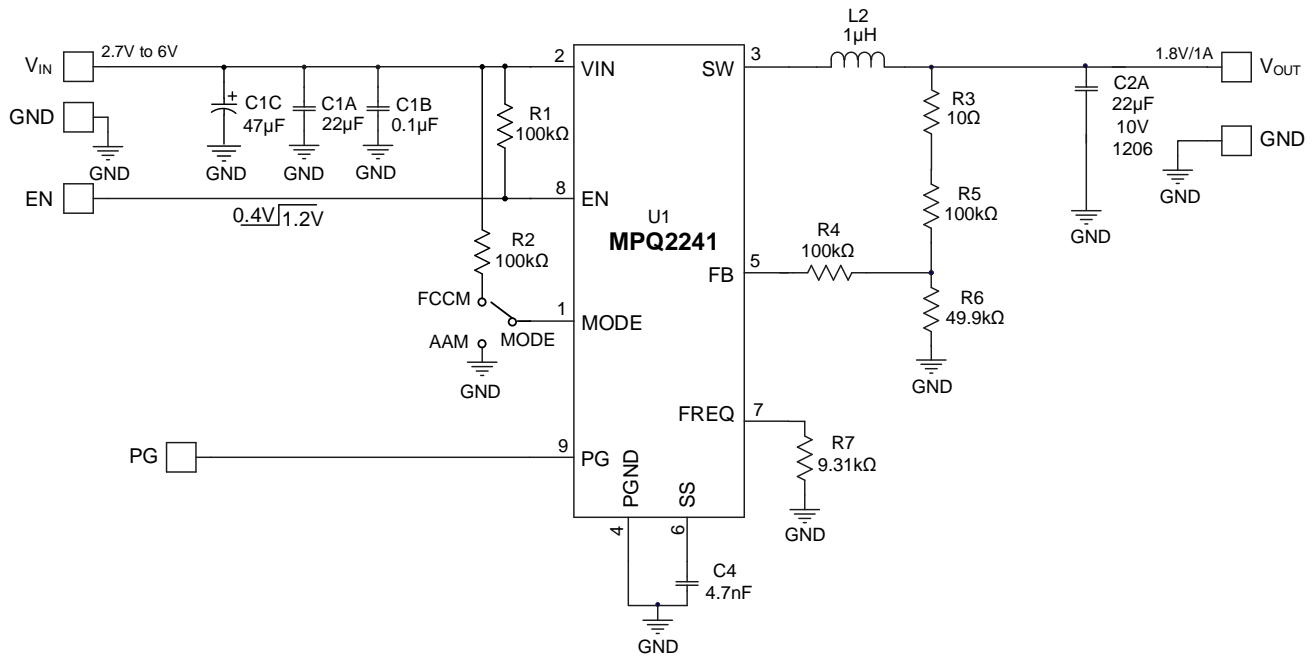 V_IN
2.7V to 6V
GND
GND
C1C
47µF
+
GND
C1A
22µF
GND
C1B
0.1µF
GND
R1
100kΩ
EN
0.4V 1.2V
R2
100kΩ
FCCM
AAM
MODE
GND
PG
2
VIN
8
EN
1
MODE
9
PG
U1
MPQ2241
3
SW
5
FB
7
FREQ
PGND
4
SS
6
C4
4.7nF
GND
L2
1µH
R3
10Ω
R5
100kΩ
R4
100kΩ
R6
49.9kΩ
GND
R7
9.31kΩ
GND
1.8V/1A
V_OUT
C2A
22µF
10V
1206
GND
GND
GND